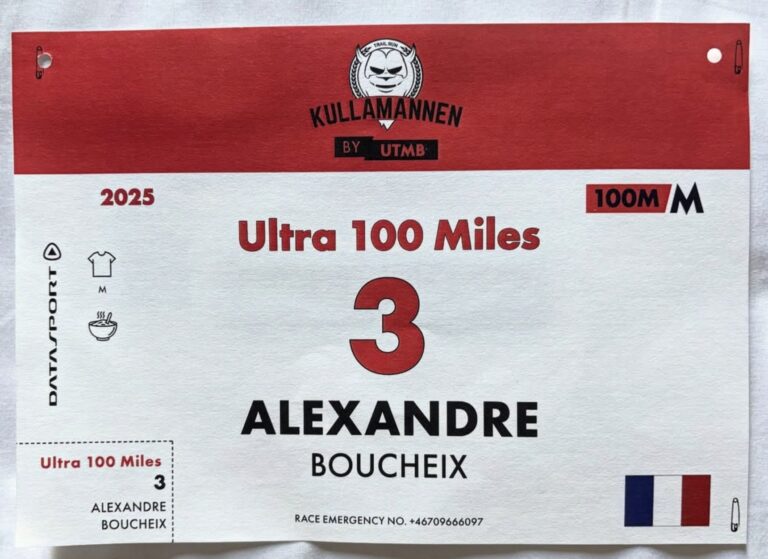 TRAIL RUN
KULLAMANNEN
BY UTMB
2025
100M M
Ultra 100 Miles
DATASPORT
M
3
ALEXANDRE
BOUCHEIX
Ultra 100 Miles
3
ALEXANDRE
BOUCHEIX
RACE EMERGENCY NO. +46709666097